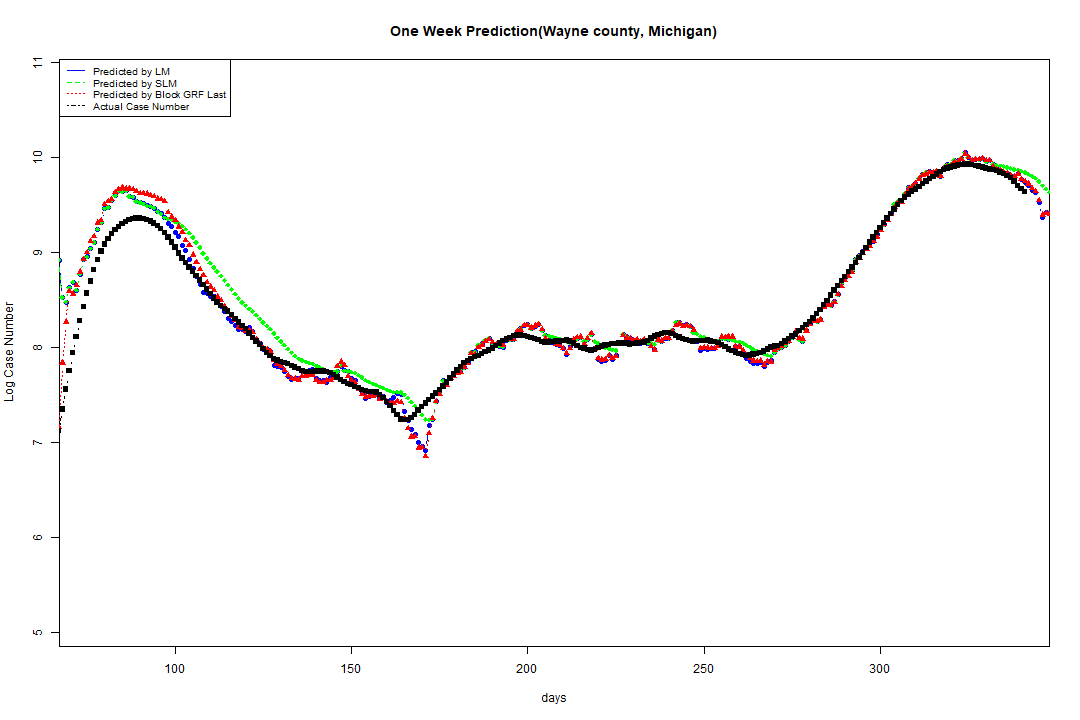 One Week Prediction(Wayne county, Michigan)
Predicted by LM
Predicted by SLM
Predicted by Block GRF Last
Actual Case Number
11
10
9
8
7
6
5
Log Case Number
100 150 200 250 300
days